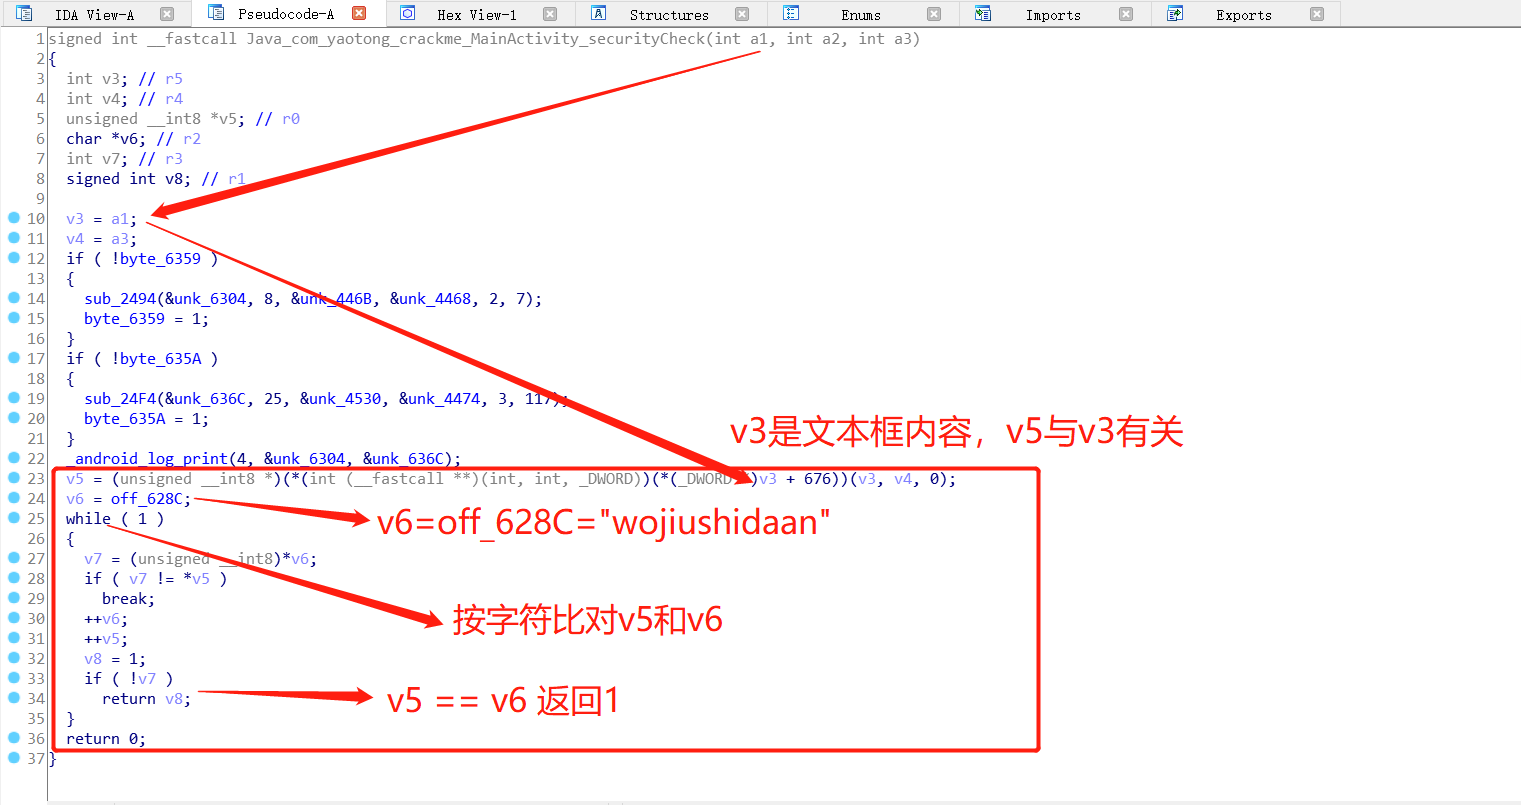 IDA View-A Pseudocode-A Hex View-1 Structures Enums Imports Exports
1 signed int __fastcall Java_com_yaotong_crackme_MainActivity_securityCheck(int a1, int a2, int a3)
2 {
3 int v3; // r5
4 int v4; // r4
5 unsigned __int8 *v5; // r0
6 char *v6; // r2
7 int v7; // r3
8 signed int v8; // r1
9
10 v3 = a1;
11 v4 = a3;
12 if ( !byte_6359 )
13 {
14 sub_2494(&unk_6304, 8, &unk_446B, &unk_4468, 2, 7);
15 byte_6359 = 1;
16 }
17 if ( !byte_635A )
18 {
19 sub_24F4(&unk_636C, 25, &unk_4530, &unk_4474, 3, 117);
20 byte_635A = 1;
21 }
v3是文本框内容，v5与v3有关
22 _android_log_print(4, &unk_6304, &unk_636C);
23 v5 = (unsigned __int8 *)(*(int (__fastcall **)(int, int, _DWORD))(*(_DWORD *)v3 + 676))(v3, v4, 0);
24 v6 = off_628C;
v6=off_628C="wojiushidaan"
25 while ( 1 )
26 {
27 v7 = (unsigned __int8)*v6;
28 if ( v7 != *v5 )
29 break;
30 ++v6;
按字符比对v5和v6
31 ++v5;
32 v8 = 1;
33 if ( !v7 )
34 return v8;
v5 == v6 返回1
35 }
36 return 0;
37 }